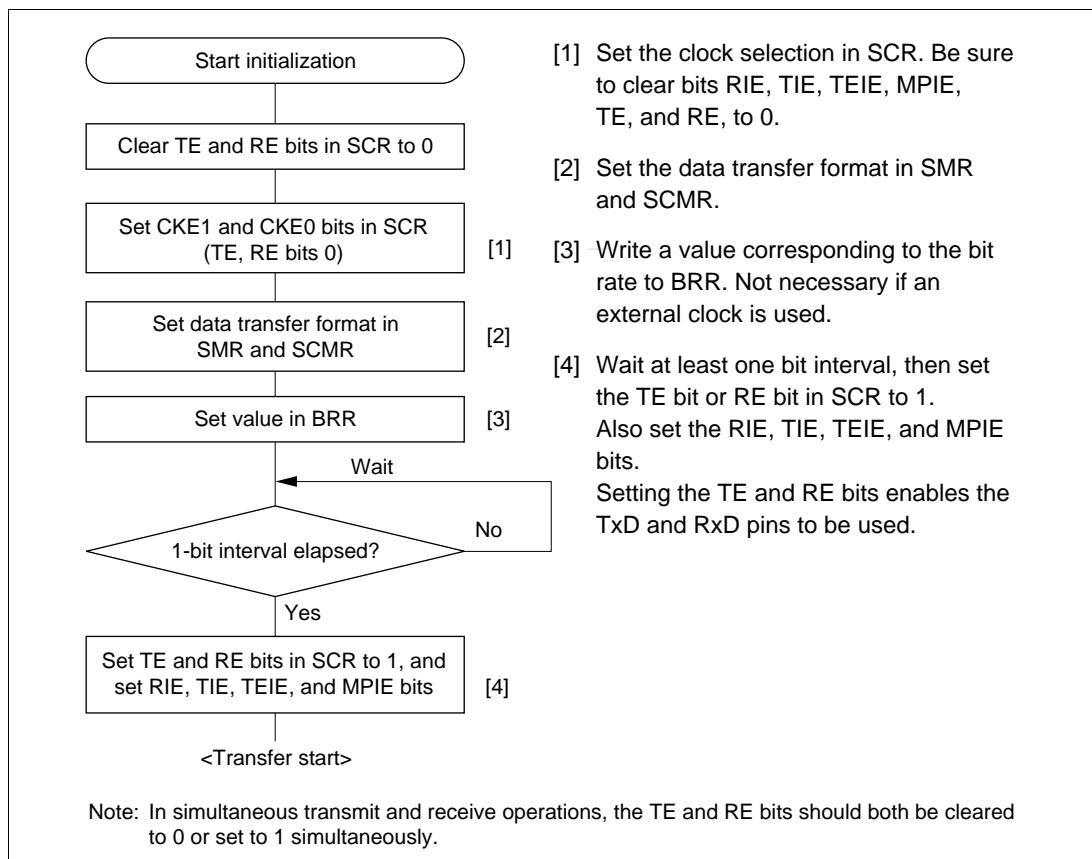 Start initialization
Clear TE and RE bits in SCR to 0
Set CKE1 and CKE0 bits in SCR
(TE, RE bits 0)
[1]
Set data transfer format in
SMR and SCMR
[2]
Set value in BRR
[3]
Wait
1-bit interval elapsed?
No
Yes
Set TE and RE bits in SCR to 1, and
set RIE, TIE, TEIE, and MPIE bits
[4]
<Transfer start>
[1] Set the clock selection in SCR. Be sure
to clear bits RIE, TIE, TEIE, MPIE,
TE, and RE, to 0.
[2] Set the data transfer format in SMR
and SCMR.
[3] Write a value corresponding to the bit
rate to BRR. Not necessary if an
external clock is used.
[4] Wait at least one bit interval, then set
the TE bit or RE bit in SCR to 1.
Also set the RIE, TIE, TEIE, and MPIE
bits.
Setting the TE and RE bits enables the
TxD and RxD pins to be used.
Note: In simultaneous transmit and receive operations, the TE and RE bits should both be cleared
to 0 or set to 1 simultaneously.